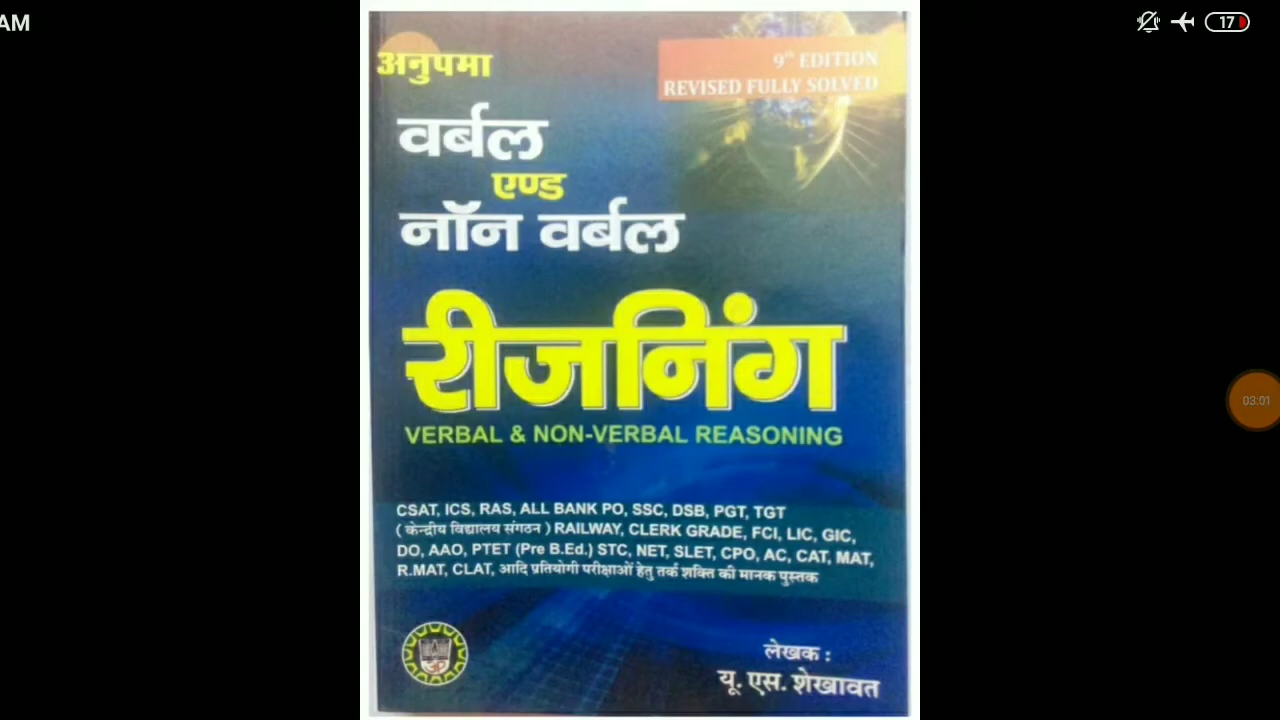 AM
17
अनुपमा
9th EDITION
REVISED FULLY SOLVED
वर्बल
एण्ड
नॉन वर्बल
रीजनिंग
VERBAL & NON-VERBAL REASONING
CSAT, ICS, RAS, ALL BANK PO, SSC, DSB, PGT, TGT
( केन्द्रीय विद्यालय संगठन ) RAILWAY, CLERK GRADE, FCI, LIC, GIC,
DO, AAO, PTET (Pre B.Ed.) STC, NET, SLET, CPO, AC, CAT, MAT,
R.MAT, CLAT, आदि प्रतियोगी परीक्षाओं हेतु तर्क शक्ति की मानक पुस्तक
लेखक :
यू. एस. शेखावत
03:01